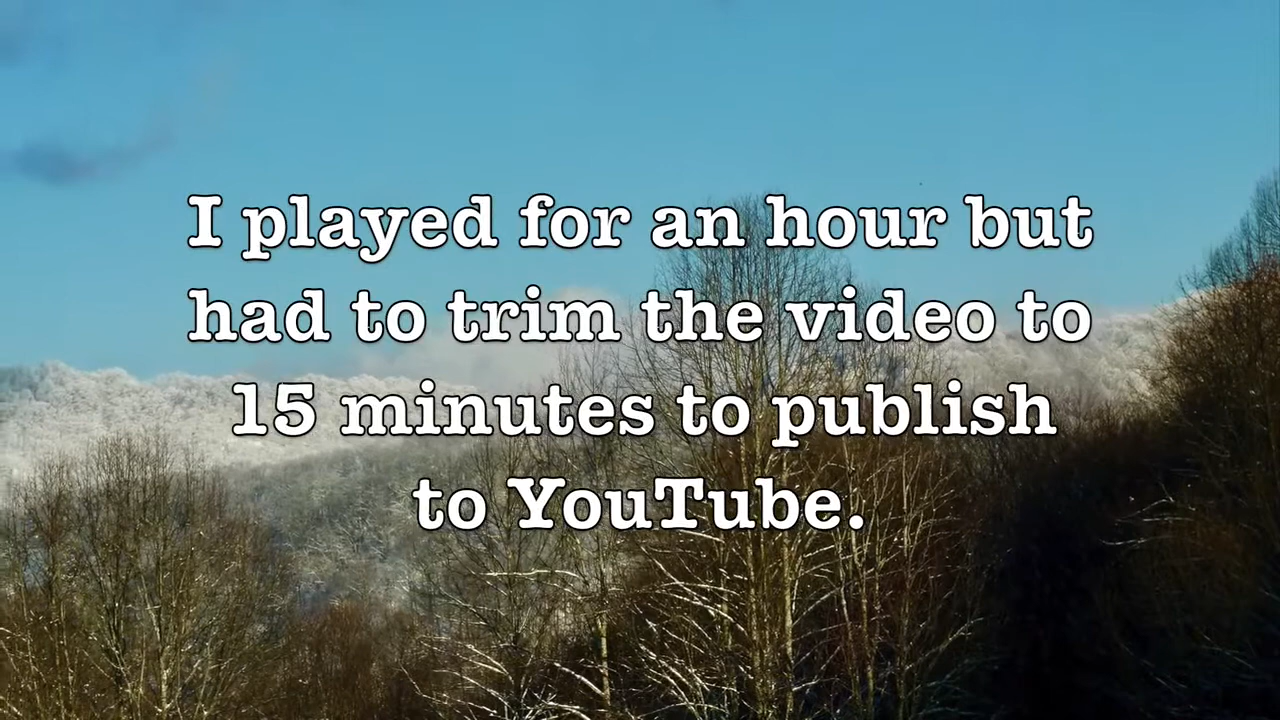 I played for an hour but
had to trim the video to
15 minutes to publish
to YouTube.